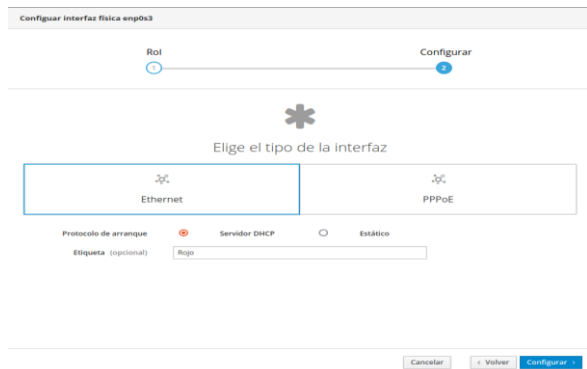 Configuar interfaz física enp0s3
Rol
Configurar
1
2
Elige el tipo de la interfaz
Ethernet
PPPoE
Protocolo de arranque
Servidor DHCP
Estático
Etiqueta (opcional)
Rojo
Cancelar
‹ Volver
Configurar ›